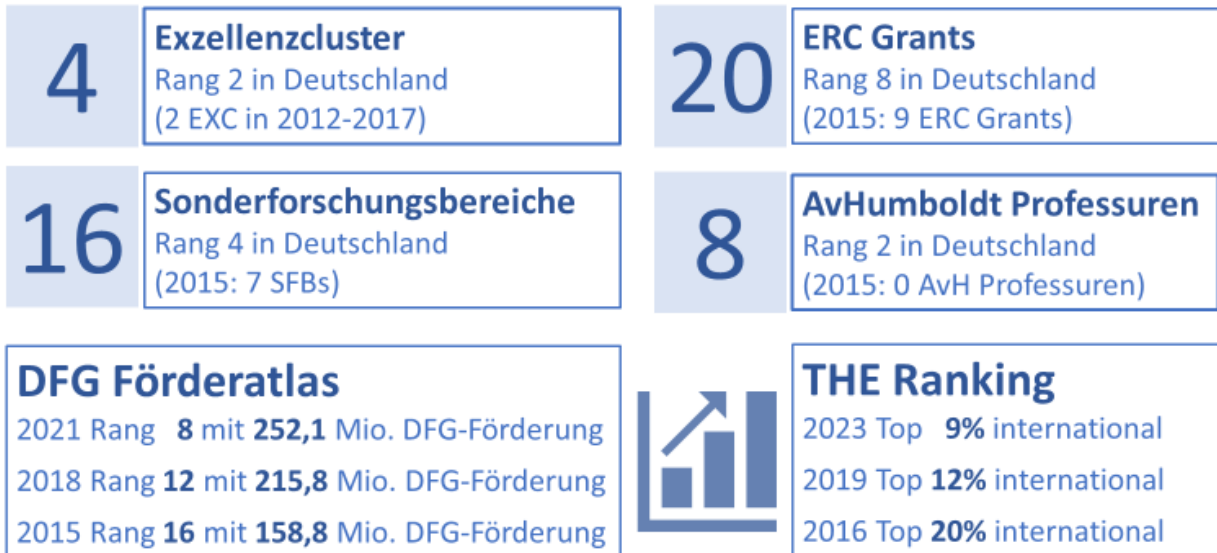 4
Exzellenzcluster
Rang 2 in Deutschland
(2 EXC in 2012-2017)
20
ERC Grants
Rang 8 in Deutschland
(2015: 9 ERC Grants)
16
Sonderforschungsbereiche
Rang 4 in Deutschland
(2015: 7 SFBs)
8
AvHumboldt Professuren
Rang 2 in Deutschland
(2015: 0 AvH Professuren)
DFG Förderatlas
2021 Rang 8 mit 252,1 Mio. DFG-Förderung
2018 Rang 12 mit 215,8 Mio. DFG-Förderung
2015 Rang 16 mit 158,8 Mio. DFG-Förderung
THE Ranking
2023 Top 9% international
2019 Top 12% international
2016 Top 20% international